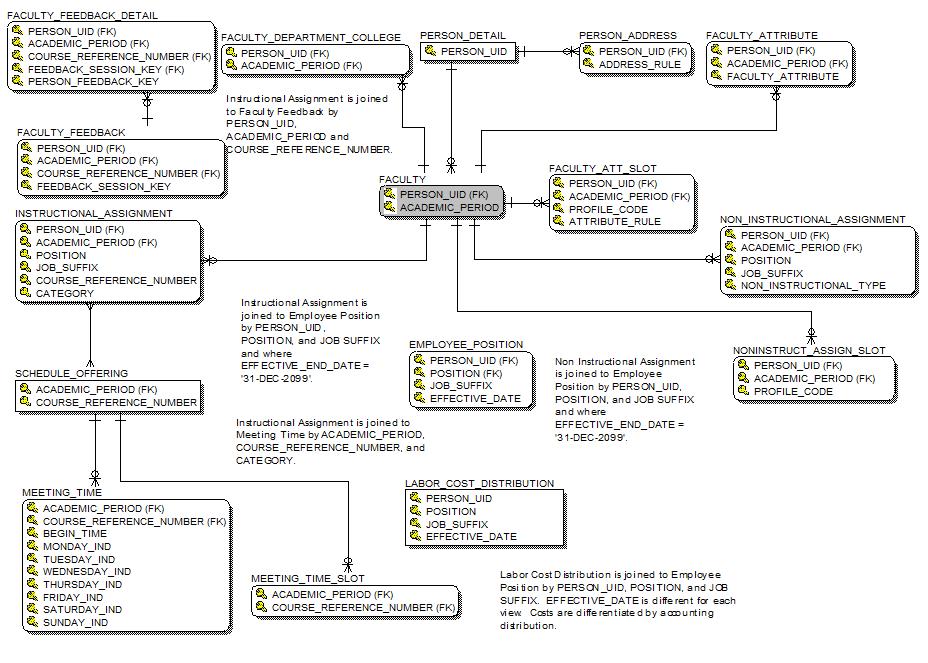 FACULTY_FEEDBACK_DETAIL
PERSON_UID (FK)
ACADEMIC_PERIOD (FK)
COURSE_REFERENCE_NUMBER (FK)
FEEDBACK_SESSION_KEY (FK)
PERSON_FEEDBACK_KEY
FACULTY_DEPARTMENT_COLLEGE
PERSON_UID (FK)
ACADEMIC_PERIOD (FK)
PERSON_DETAIL
PERSON_UID
PERSON_ADDRESS
PERSON_UID (FK)
ADDRESS_RULE
FACULTY_ATTRIBUTE
PERSON_UID (FK)
ACADEMIC_PERIOD (FK)
FACULTY_ATTRIBUTE
Instructional Assignment is joined
to Faculty Feedback by
PERSON_UID,
ACADEMIC_PERIOD and
COURSE_REFERENCE_NUMBER.
FACULTY_FEEDBACK
PERSON_UID (FK)
ACADEMIC_PERIOD (FK)
COURSE_REFERENCE_NUMBER (FK)
FEEDBACK_SESSION_KEY
FACULTY
PERSON_UID (FK)
ACADEMIC_PERIOD
FACULTY_ATT_SLOT
PERSON_UID (FK)
ACADEMIC_PERIOD (FK)
PROFILE_CODE
ATTRIBUTE_RULE
INSTRUCTIONAL_ASSIGNMENT
PERSON_UID (FK)
ACADEMIC_PERIOD (FK)
POSITION
JOB_SUFFIX
COURSE_REFERENCE_NUMBER
CATEGORY
NON_INSTRUCTIONAL_ASSIGNMENT
PERSON_UID (FK)
ACADEMIC_PERIOD (FK)
POSITION
JOB_SUFFIX
NON_INSTRUCTIONAL_TYPE
Instructional Assignment is
joined to Employee Position
by PERSON_UID,
POSITION, and JOB SUFFIX
and where
EFFECTIVE_END_DATE =
'31-DEC-2099'.
EMPLOYEE_POSITION
PERSON_UID (FK)
POSITION (FK)
JOB_SUFFIX
EFFECTIVE_DATE
Non Instructional Assignment
is joined to Employee
Position by PERSON_UID,
POSITION, and JOB SUFFIX
and where
EFFECTIVE_END_DATE =
'31-DEC-2099'.
NONINSTRUCT_ASSIGN_SLOT
PERSON_UID (FK)
ACADEMIC_PERIOD (FK)
PROFILE_CODE
SCHEDULE_OFFERING
ACADEMIC_PERIOD (FK)
COURSE_REFERENCE_NUMBER
Instructional Assignment is joined to
Meeting Time by ACADEMIC_PERIOD,
COURSE_REFERENCE_NUMBER, and
CATEGORY.
MEETING_TIME
ACADEMIC_PERIOD (FK)
COURSE_REFERENCE_NUMBER (FK)
BEGIN_TIME
MONDAY_IND
TUESDAY_IND
WEDNESDAY_IND
THURSDAY_IND
FRIDAY_IND
SATURDAY_IND
SUNDAY_IND
LABOR_COST_DISTRIBUTION
PERSON_UID
POSITION
JOB_SUFFIX
EFFECTIVE_DATE
MEETING_TIME_SLOT
ACADEMIC_PERIOD (FK)
COURSE_REFERENCE_NUMBER (FK)
Labor Cost Distribution is joined to Employee
Position by PERSON_UID, POSITION, and JOB
SUFFIX. EFFECTIVE_DATE is different for each
view. Costs are differentiated by accounting
distribution.